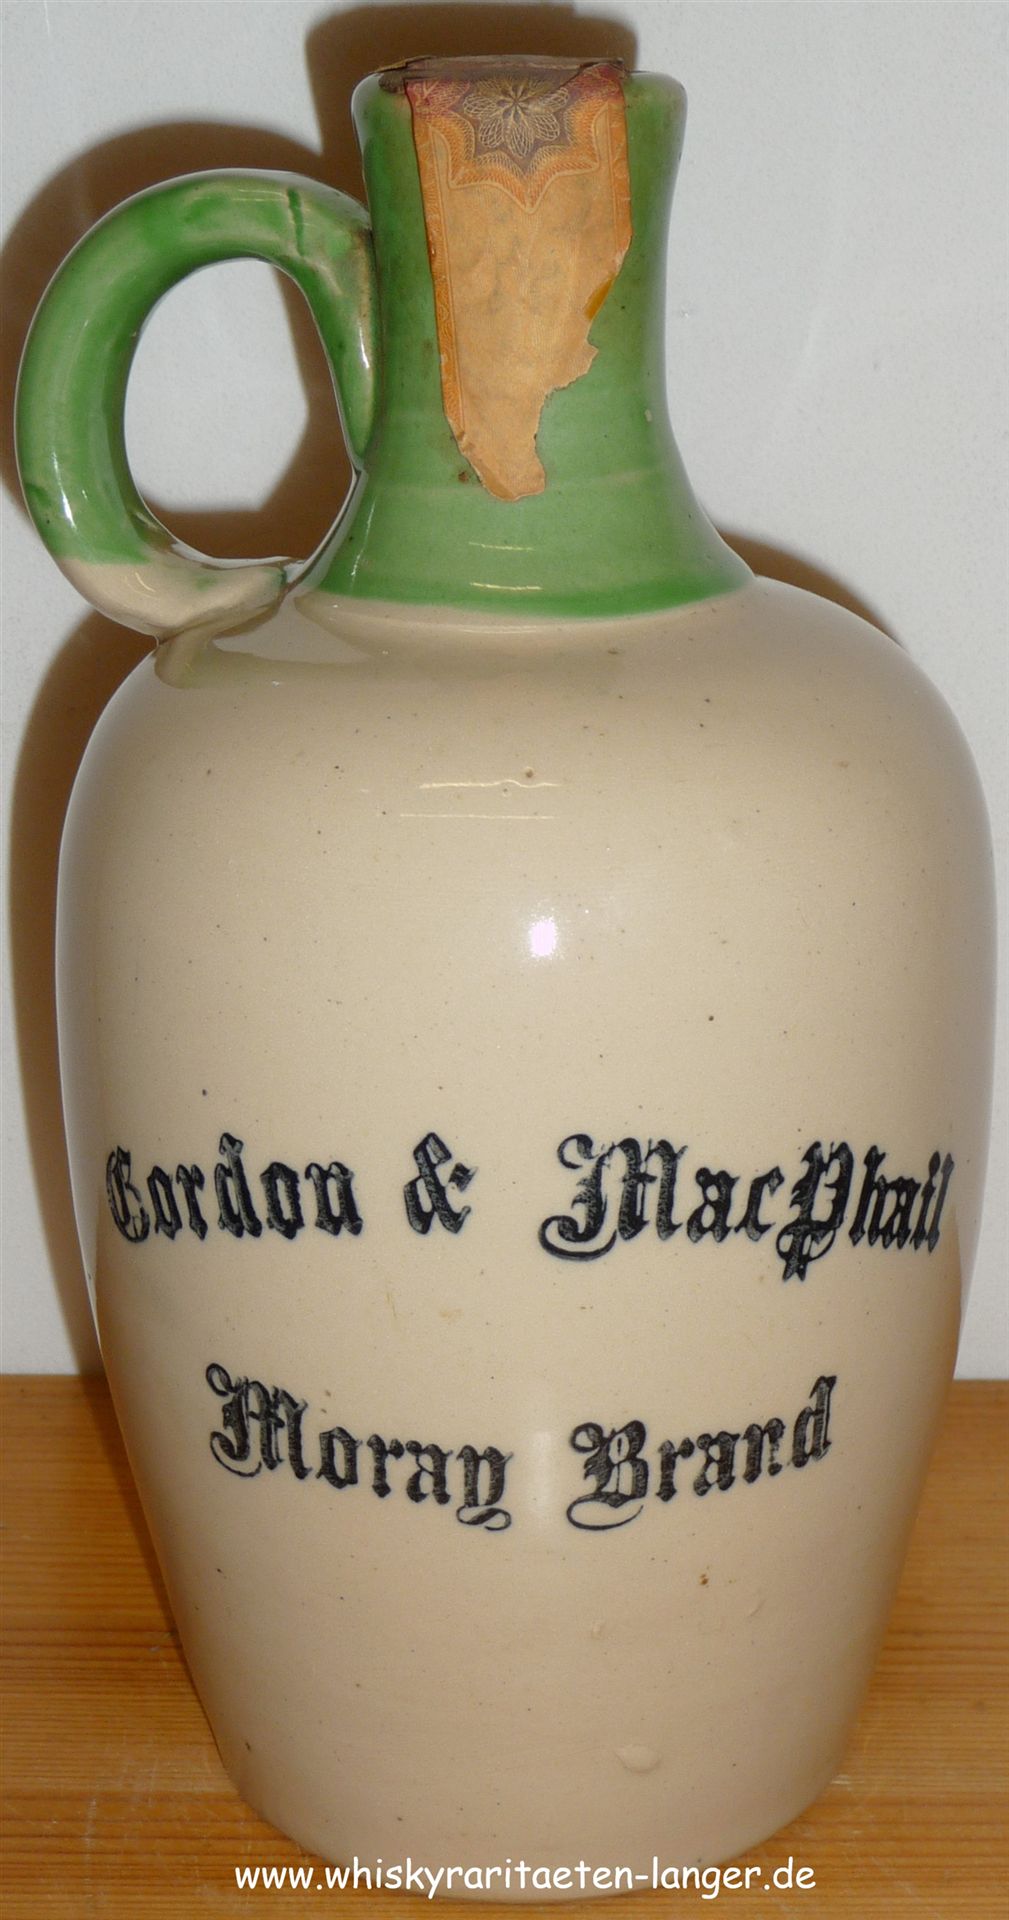 Gordon & MacPhail
Moray Brand
www.whiskyraritaeten-langer.de